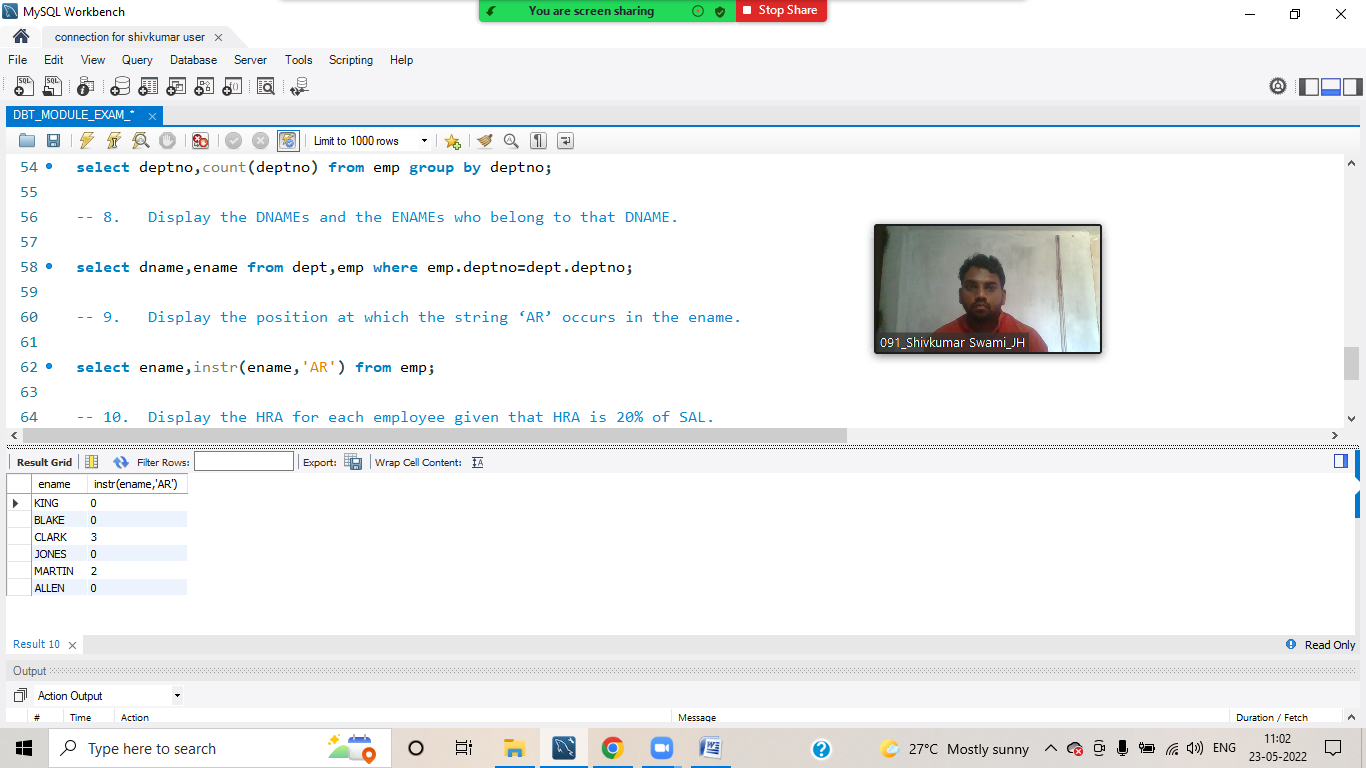 MySQL Workbench
You are screen sharing
Stop Share
connection for shivkumar user
File Edit View Query Database Server Tools Scripting Help
DBT_MODULE_EXAM_*
Limit to 1000 rows
54 select deptno,count(deptno) from emp group by deptno;
55
56 -- 8. Display the DNAMEs and the ENAMEs who belong to that DNAME.
57
58 select dname,ename from dept,emp where emp.deptno=dept.deptno;
59
60 -- 9. Display the position at which the string ‘AR’ occurs in the ename.
61
62 select ename,instr(ename,'AR') from emp;
63
64 -- 10. Display the HRA for each employee given that HRA is 20% of SAL.
091_Shivkumar Swami_JH
Result Grid Filter Rows: Export: Wrap Cell Content:
ename instr(ename,'AR')
KING 0
BLAKE 0
CLARK 3
JONES 0
MARTIN 2
ALLEN 0
Result 10
Read Only
Output
Action Output
# Time Action Message Duration / Fetch
Type here to search
27°C Mostly sunny
ENG
11:02
23-05-2022